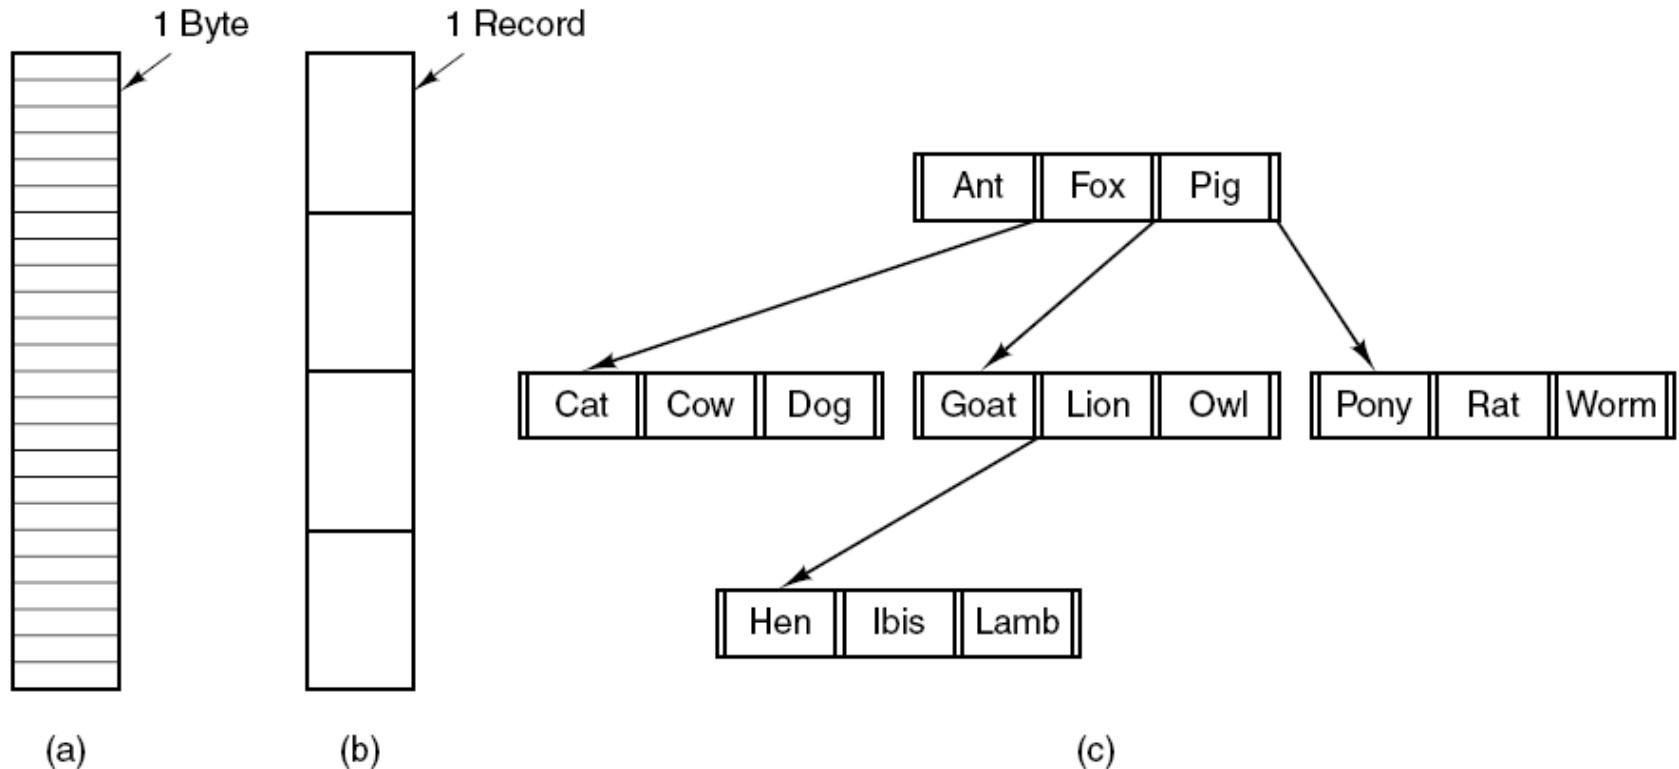 1 Byte
1 Record
Ant Fox Pig
Cat Cow Dog Goat Lion Owl Pony Rat Worm
Hen Ibis Lamb
(a) (b) (c)